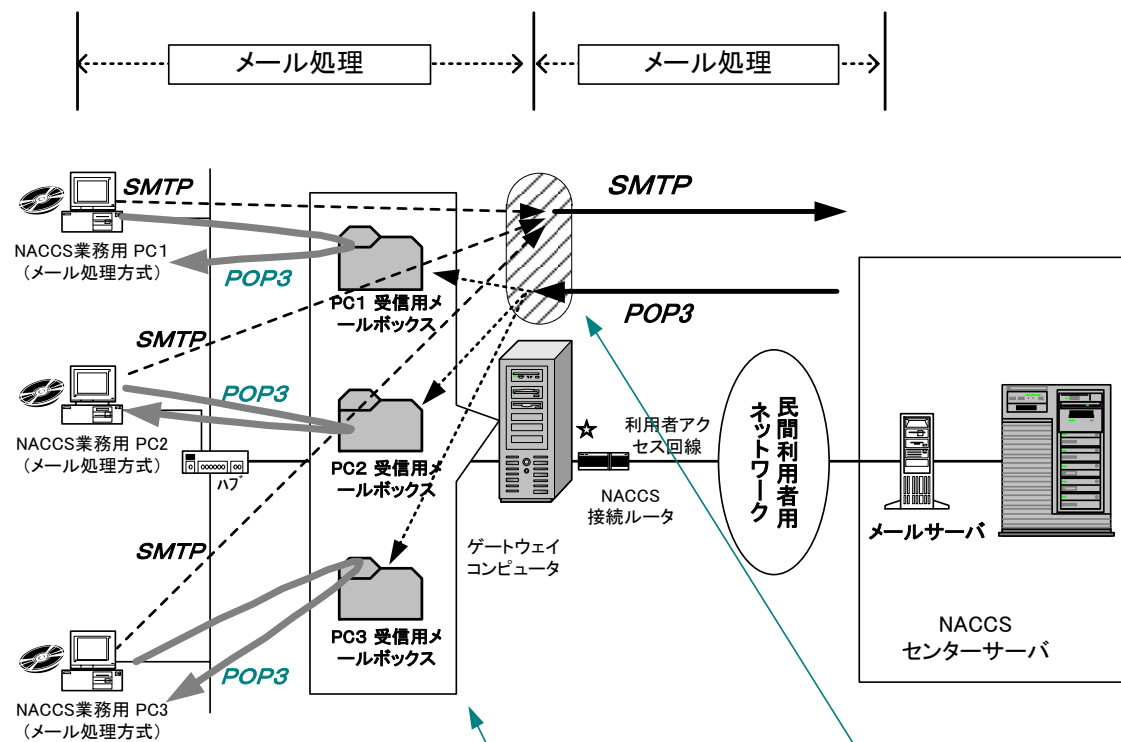 メール処理
メール処理
SMTP
SMTP
NACCS業務用 PC1
（メール処理方式）
POP3
PC1 受信用メ
ールボックス
POP3
SMTP
POP3
NACCS業務用 PC2
（メール処理方式）
ﾊﾌﾞ
PC2 受信用メ
ールボックス
☆
利用者アク
セス回線
NACCS
接続ルータ
民間利用者用
ネットワーク
メールサーバ
SMTP
ゲートウェイ
コンピュータ
NACCS
センターサーバ
PC3 受信用メ
ールボックス
POP3
NACCS業務用 PC3
（メール処理方式）